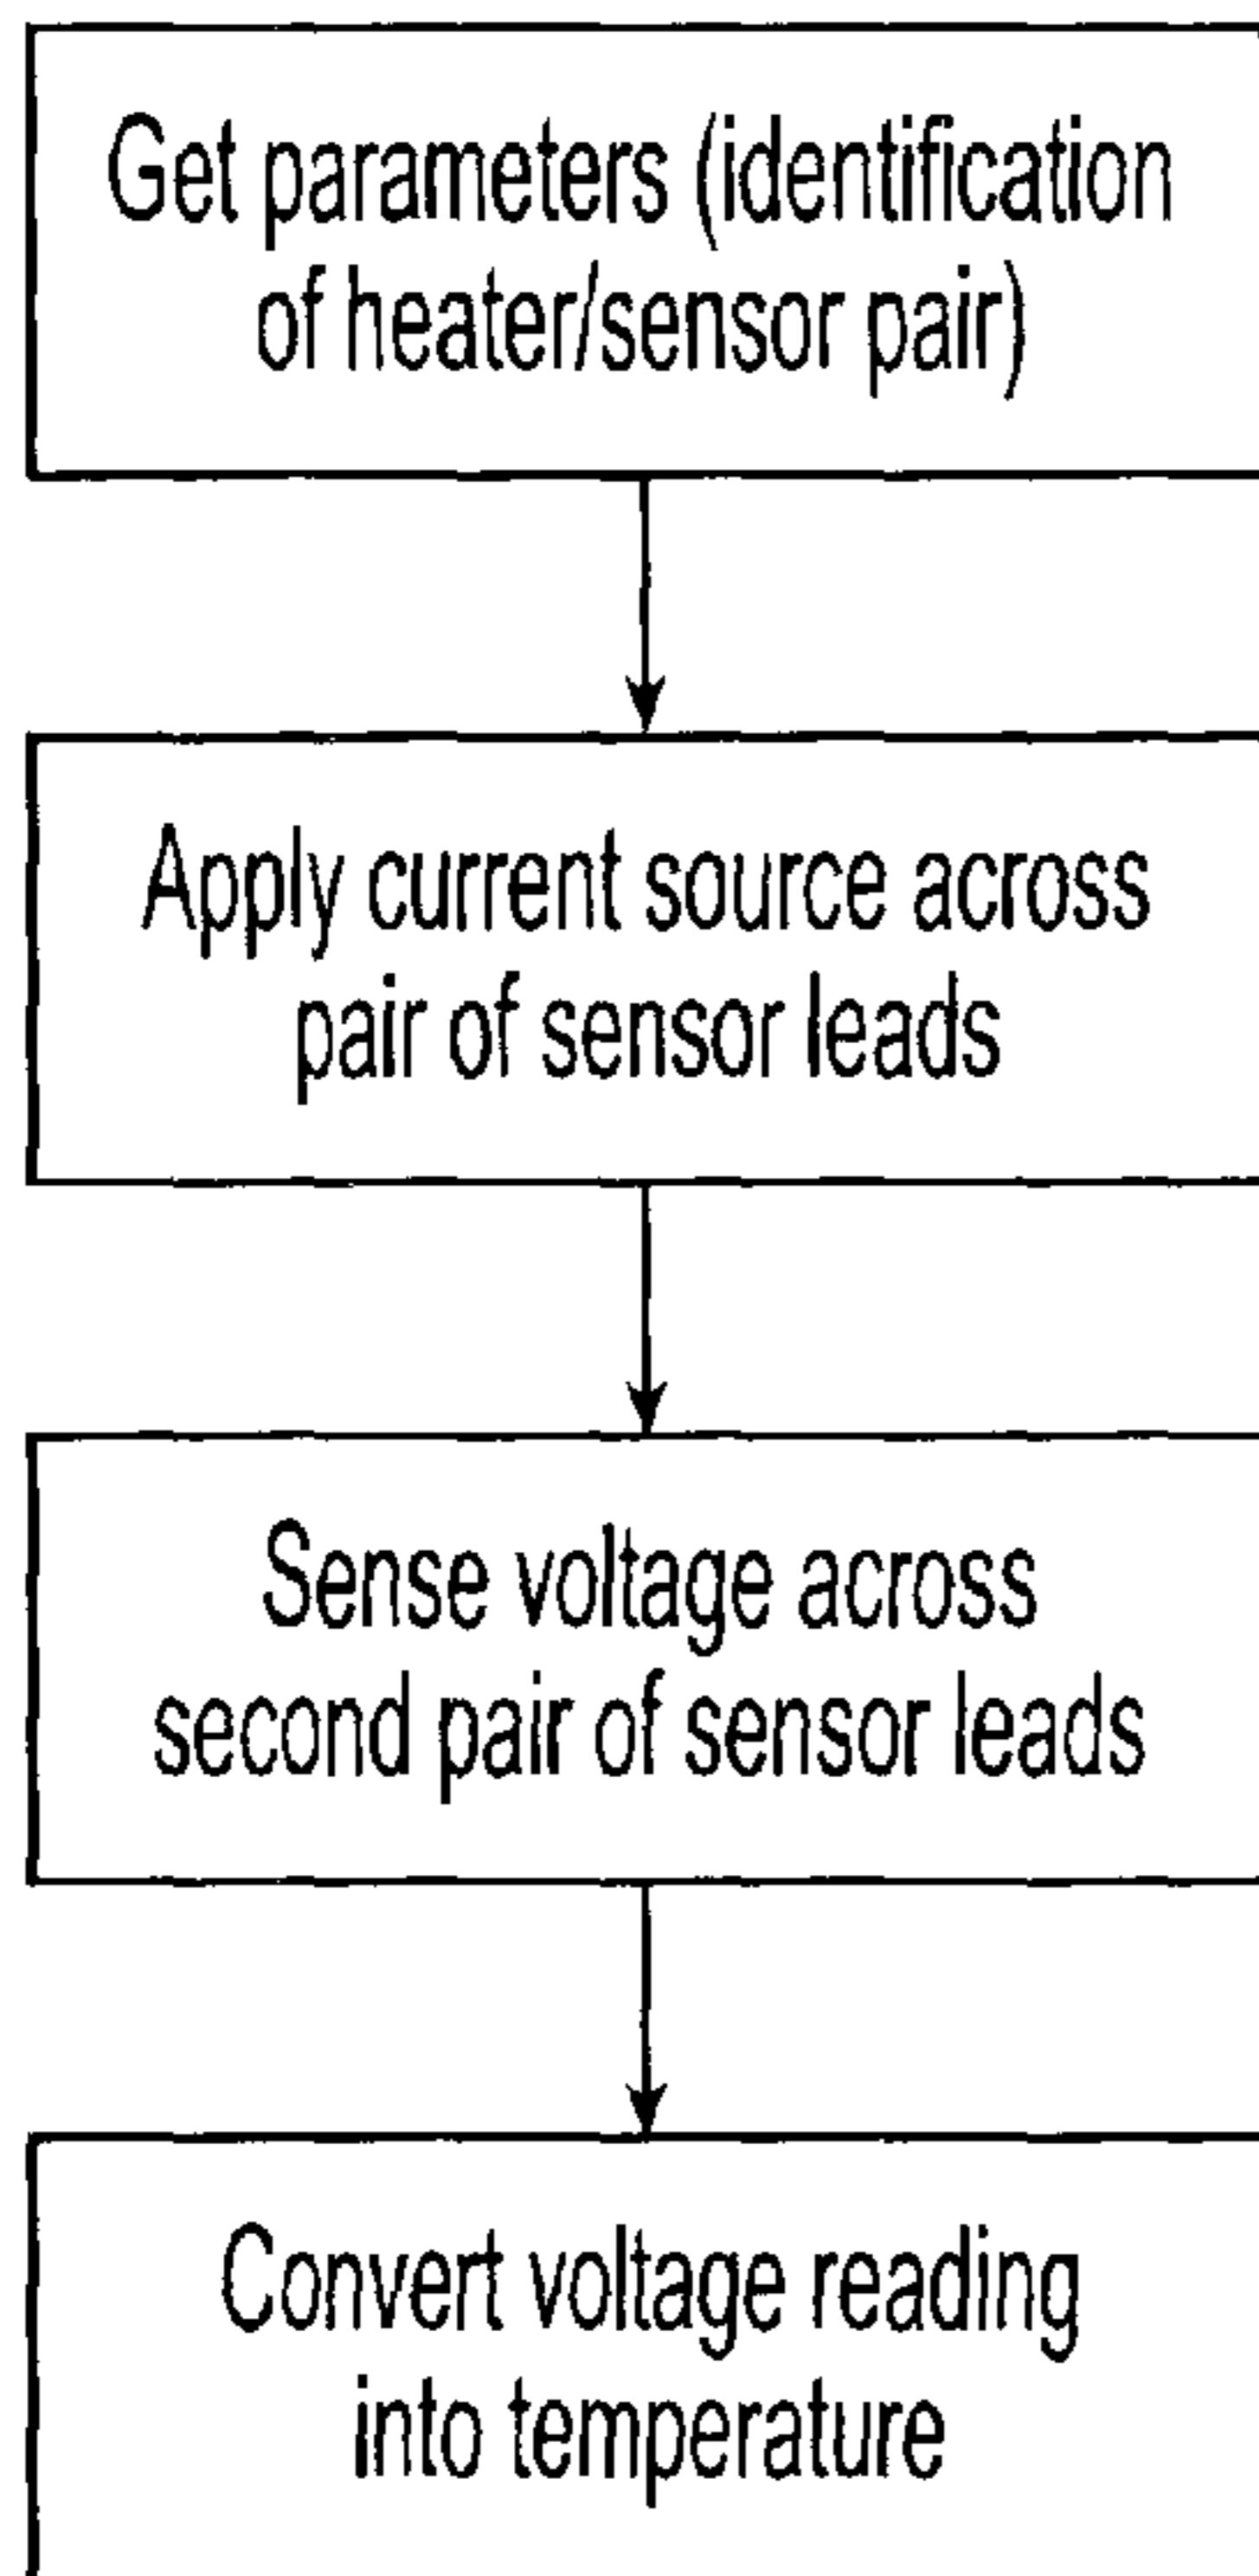 Get parameters (identification
of heater/sensor pair)
Apply current source across
pair of sensor leads
Sense voltage across
second pair of sensor leads
Convert voltage reading
into temperature